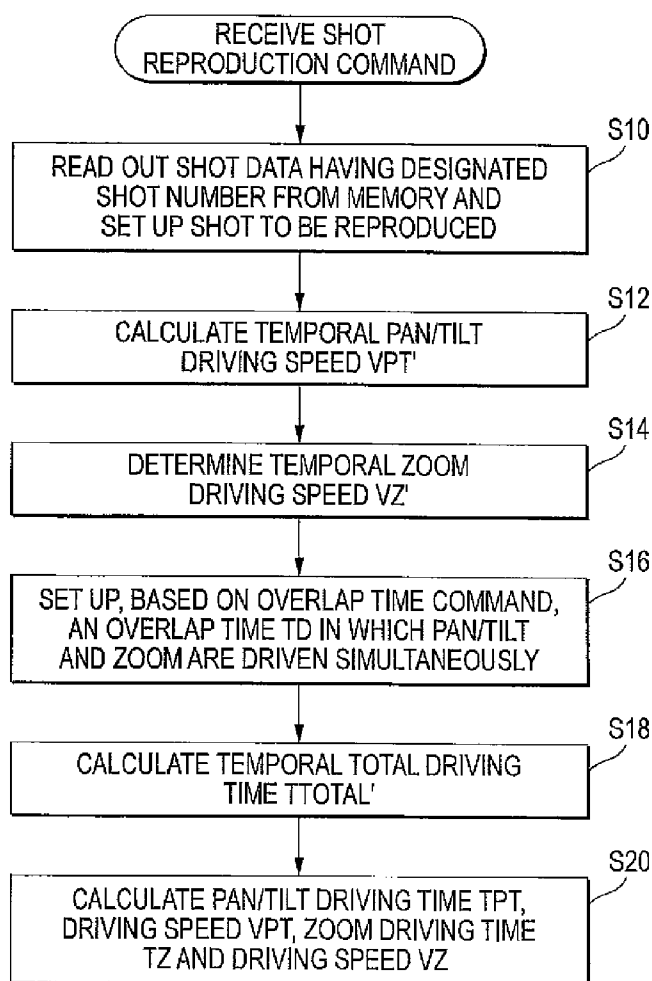 RECEIVE SHOT
REPRODUCTION COMMAND
S10
READ OUT SHOT DATA HAVING DESIGNATED
SHOT NUMBER FROM MEMORY AND
SET UP SHOT TO BE REPRODUCED
S12
CALCULATE TEMPORAL PAN/TILT
DRIVING SPEED VPT'
S14
DETERMINE TEMPORAL ZOOM
DRIVING SPEED VZ'
S16
SET UP, BASED ON OVERLAP TIME COMMAND,
AN OVERLAP TIME TD IN WHICH PAN/TILT
AND ZOOM ARE DRIVEN SIMULTANEOUSLY
S18
CALCULATE TEMPORAL TOTAL DRIVING
TIME TTOTAL'
S20
CALCULATE PAN/TILT DRIVING TIME TPT,
DRIVING SPEED VPT, ZOOM DRIVING TIME
TZ AND DRIVING SPEED VZ